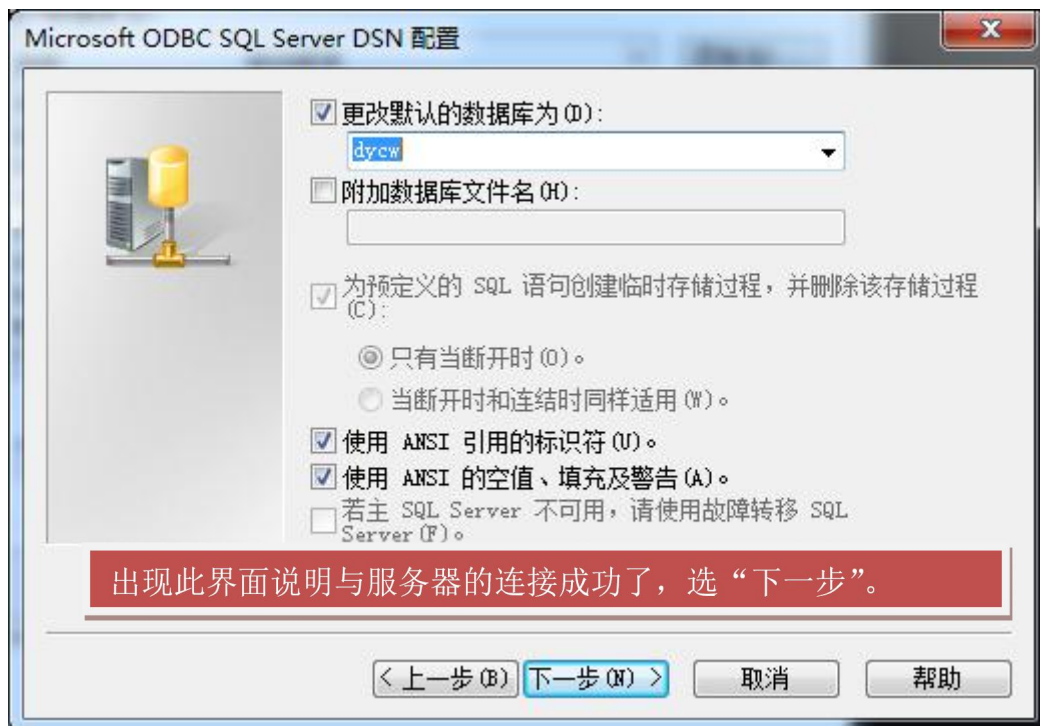 Microsoft ODBC SQL Server DSN 配置
更改默认的数据库为(D):
dycw
附加数据库文件名(H):
为预定义的 SQL 语句创建临时存储过程，并删除该存储过程
(C):
只有当断开时(O)。
当断开时和连结时同样适用(W)。
使用 ANSI 引用的标识符(U)。
使用 ANSI 的空值、填充及警告(A)。
若主 SQL Server 不可用，请使用故障转移 SQL
Server(F)。
出现此界面说明与服务器的连接成功了，选“下一步”。
< 上一步(B)
下一步(N) >
取消
帮助